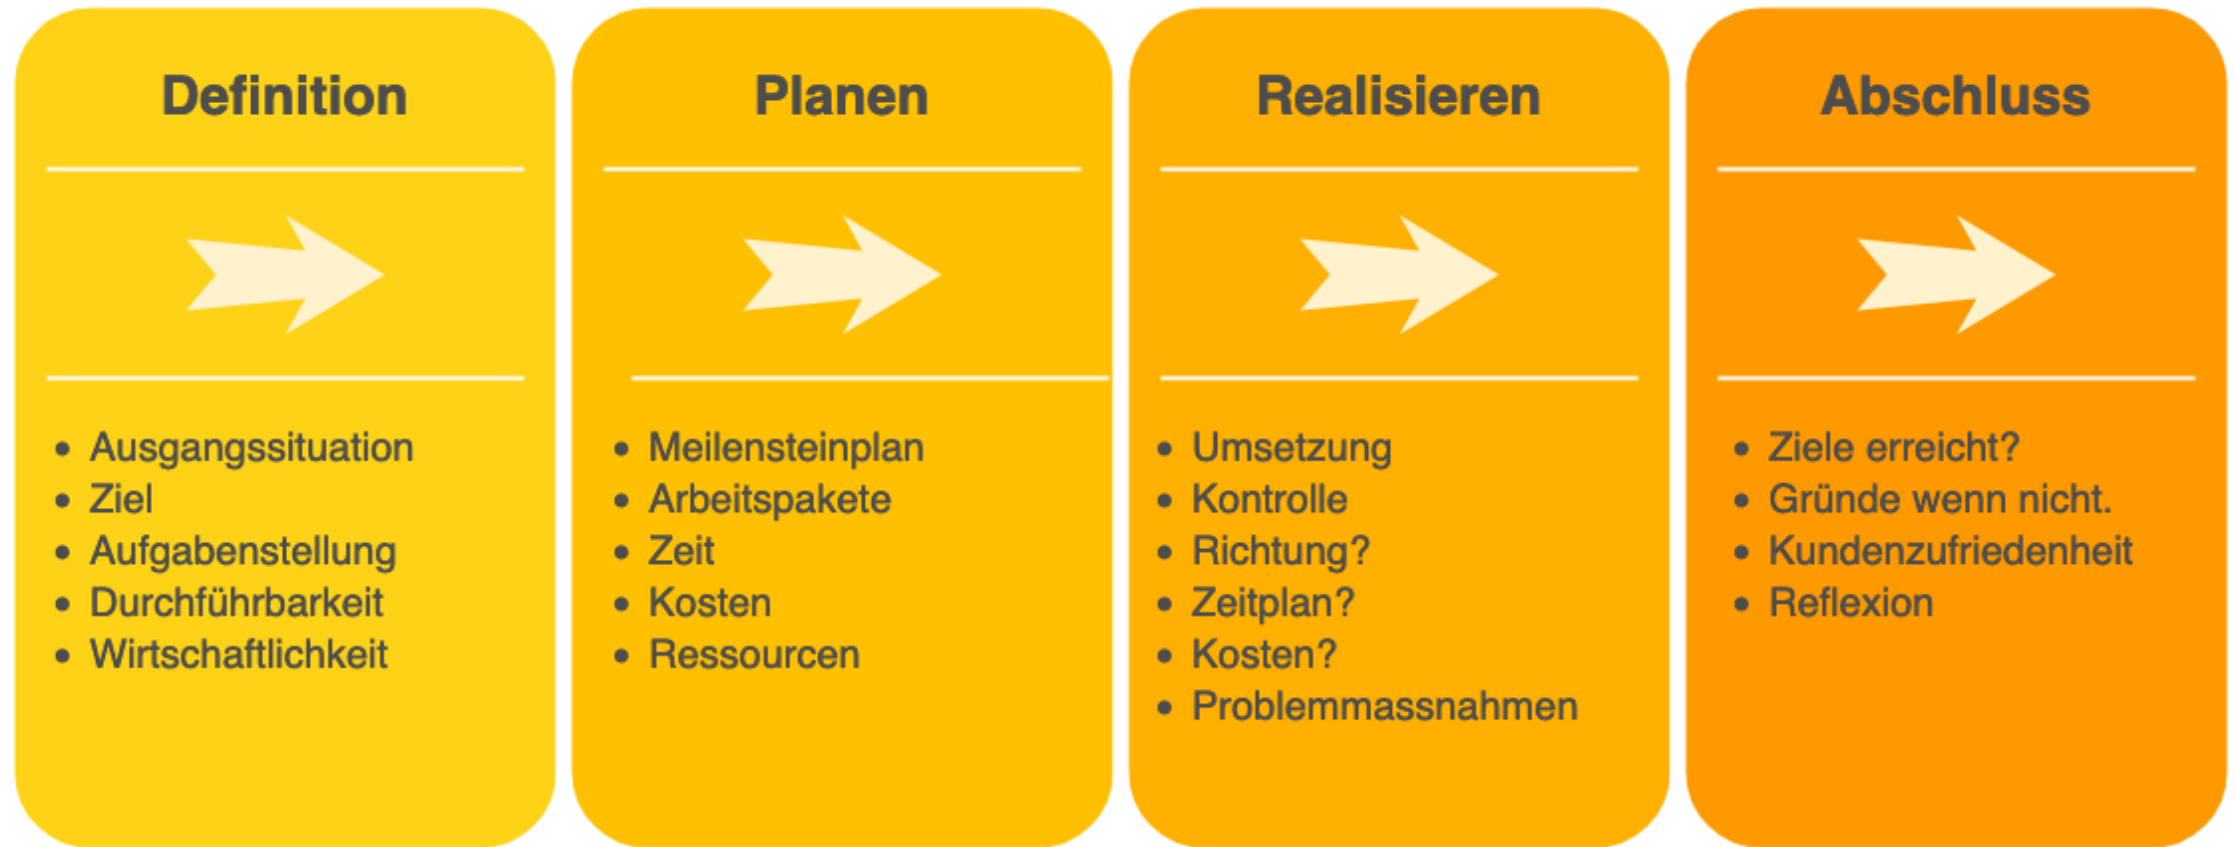 Definition
• Ausgangssituation
• Ziel
• Aufgabenstellung
• Durchführbarkeit
• Wirtschaftlichkeit
Planen
• Meilensteinplan
• Arbeitspakete
• Zeit
• Kosten
• Ressourcen
Realisieren
• Umsetzung
• Kontrolle
• Richtung?
• Zeitplan?
• Kosten?
• Problemmassnahmen
Abschluss
• Ziele erreicht?
• Gründe wenn nicht.
• Kundenzufriedenheit
• Reflexion